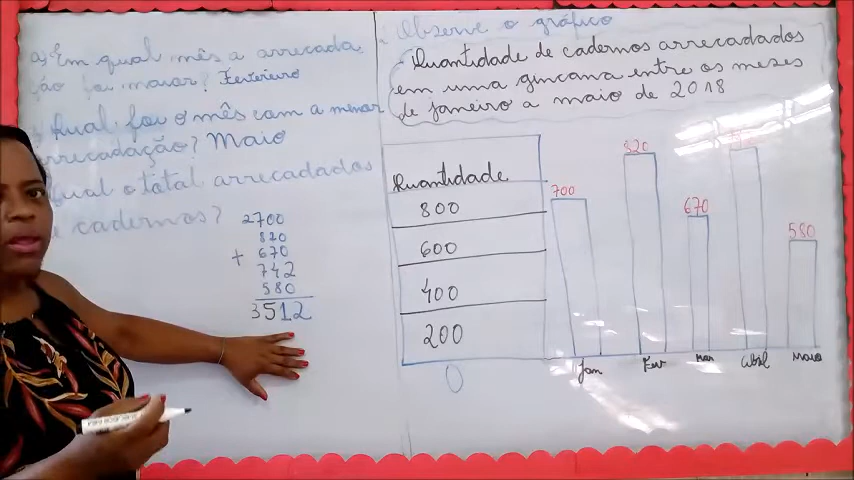 a) Em qual mês a arrecada
ção foi maior? Fevereiro
Qual foi o mês com a menor
arrecadação? Maio
Qual o total arrecadados
de cadernos?
2700
820
+ 670
742
580
3512
Observe o gráfico
Quantidade de cadernos arrecadados
em uma gincana entre os meses
de janeiro a maio de 2018
Quantidade
800
600
400
200
0
700
820
670
580
Jan
Fev
Mar
Abril
Maio